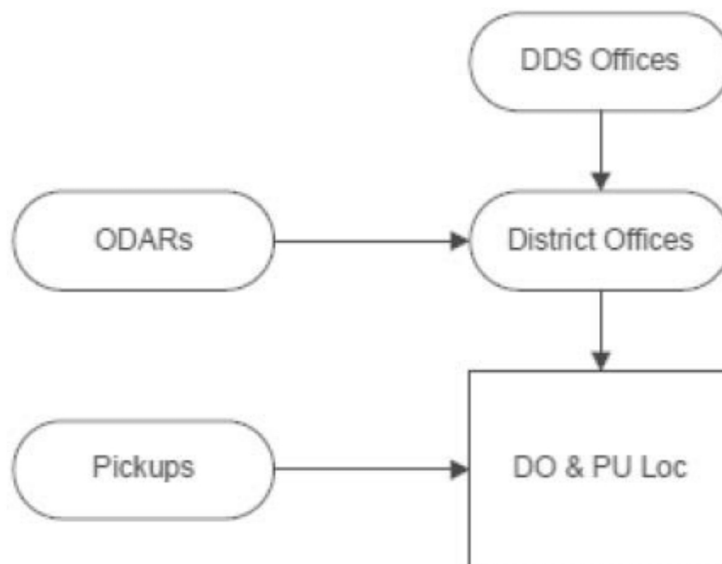 DDS Offices
ODARs
District Offices
Pickups
DO & PU Loc